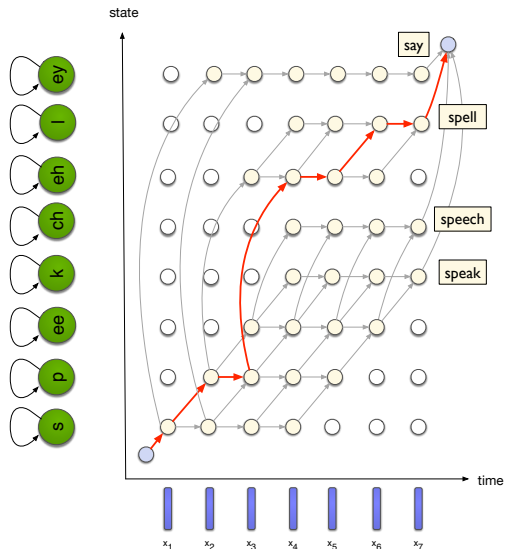 state
say
ey
l
spell
eh
ch
speech
k
speak
ee
p
s
time
x1 x2 x3 x4 x5 x6 x7